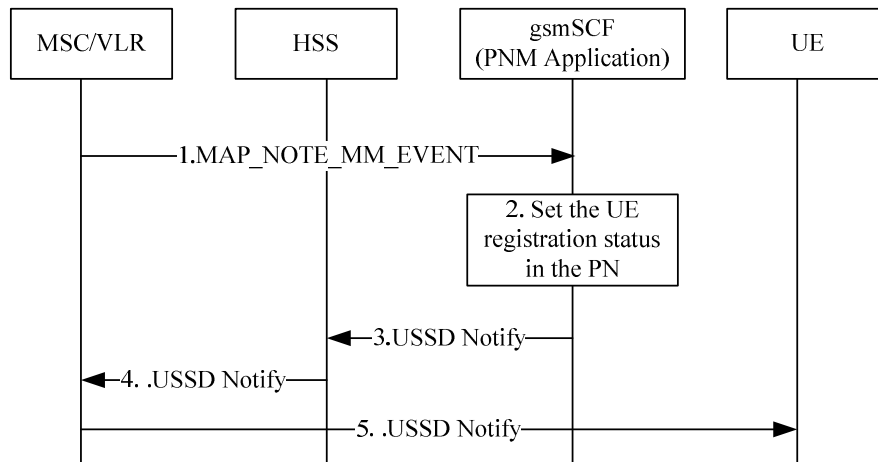 MSC/VLR
HSS
gsmSCF
(PNM Application)
UE
1.MAP_NOTE_MM_EVENT
2. Set the UE
registration status
in the PN
3.USSD Notify
4. .USSD Notify
5. .USSD Notify